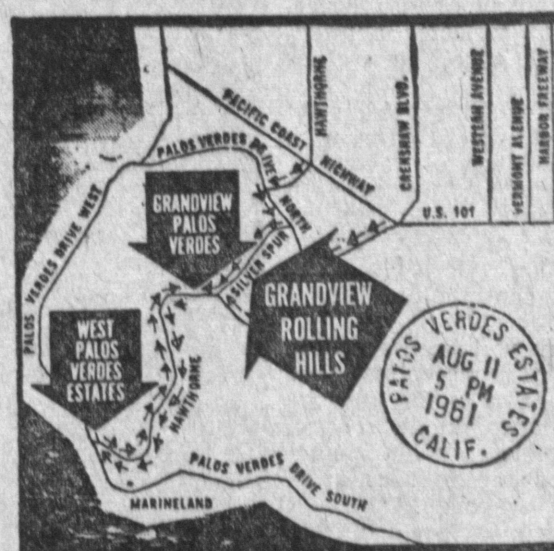 PACIFIC COAST HIGHWAY
HAWTHORNE
CRENSHAW BLVD.
WESTERN AVENUE
VERMONT AVENUE
HARBOR FREEWAY
PALOS VERDES DRIVE NORTH
U.S. 101
PALOS VERDES DRIVE WEST
GRANDVIEW
PALOS
VERDES
SILVER SPUR
GRANDVIEW
ROLLING
HILLS
WEST
PALOS
VERDES
ESTATES
HAWTHORNE
PALOS VERDES ESTATES
AUG 11
5 PM
1961
CALIF.
PALOS VERDES DRIVE SOUTH
MARINELAND